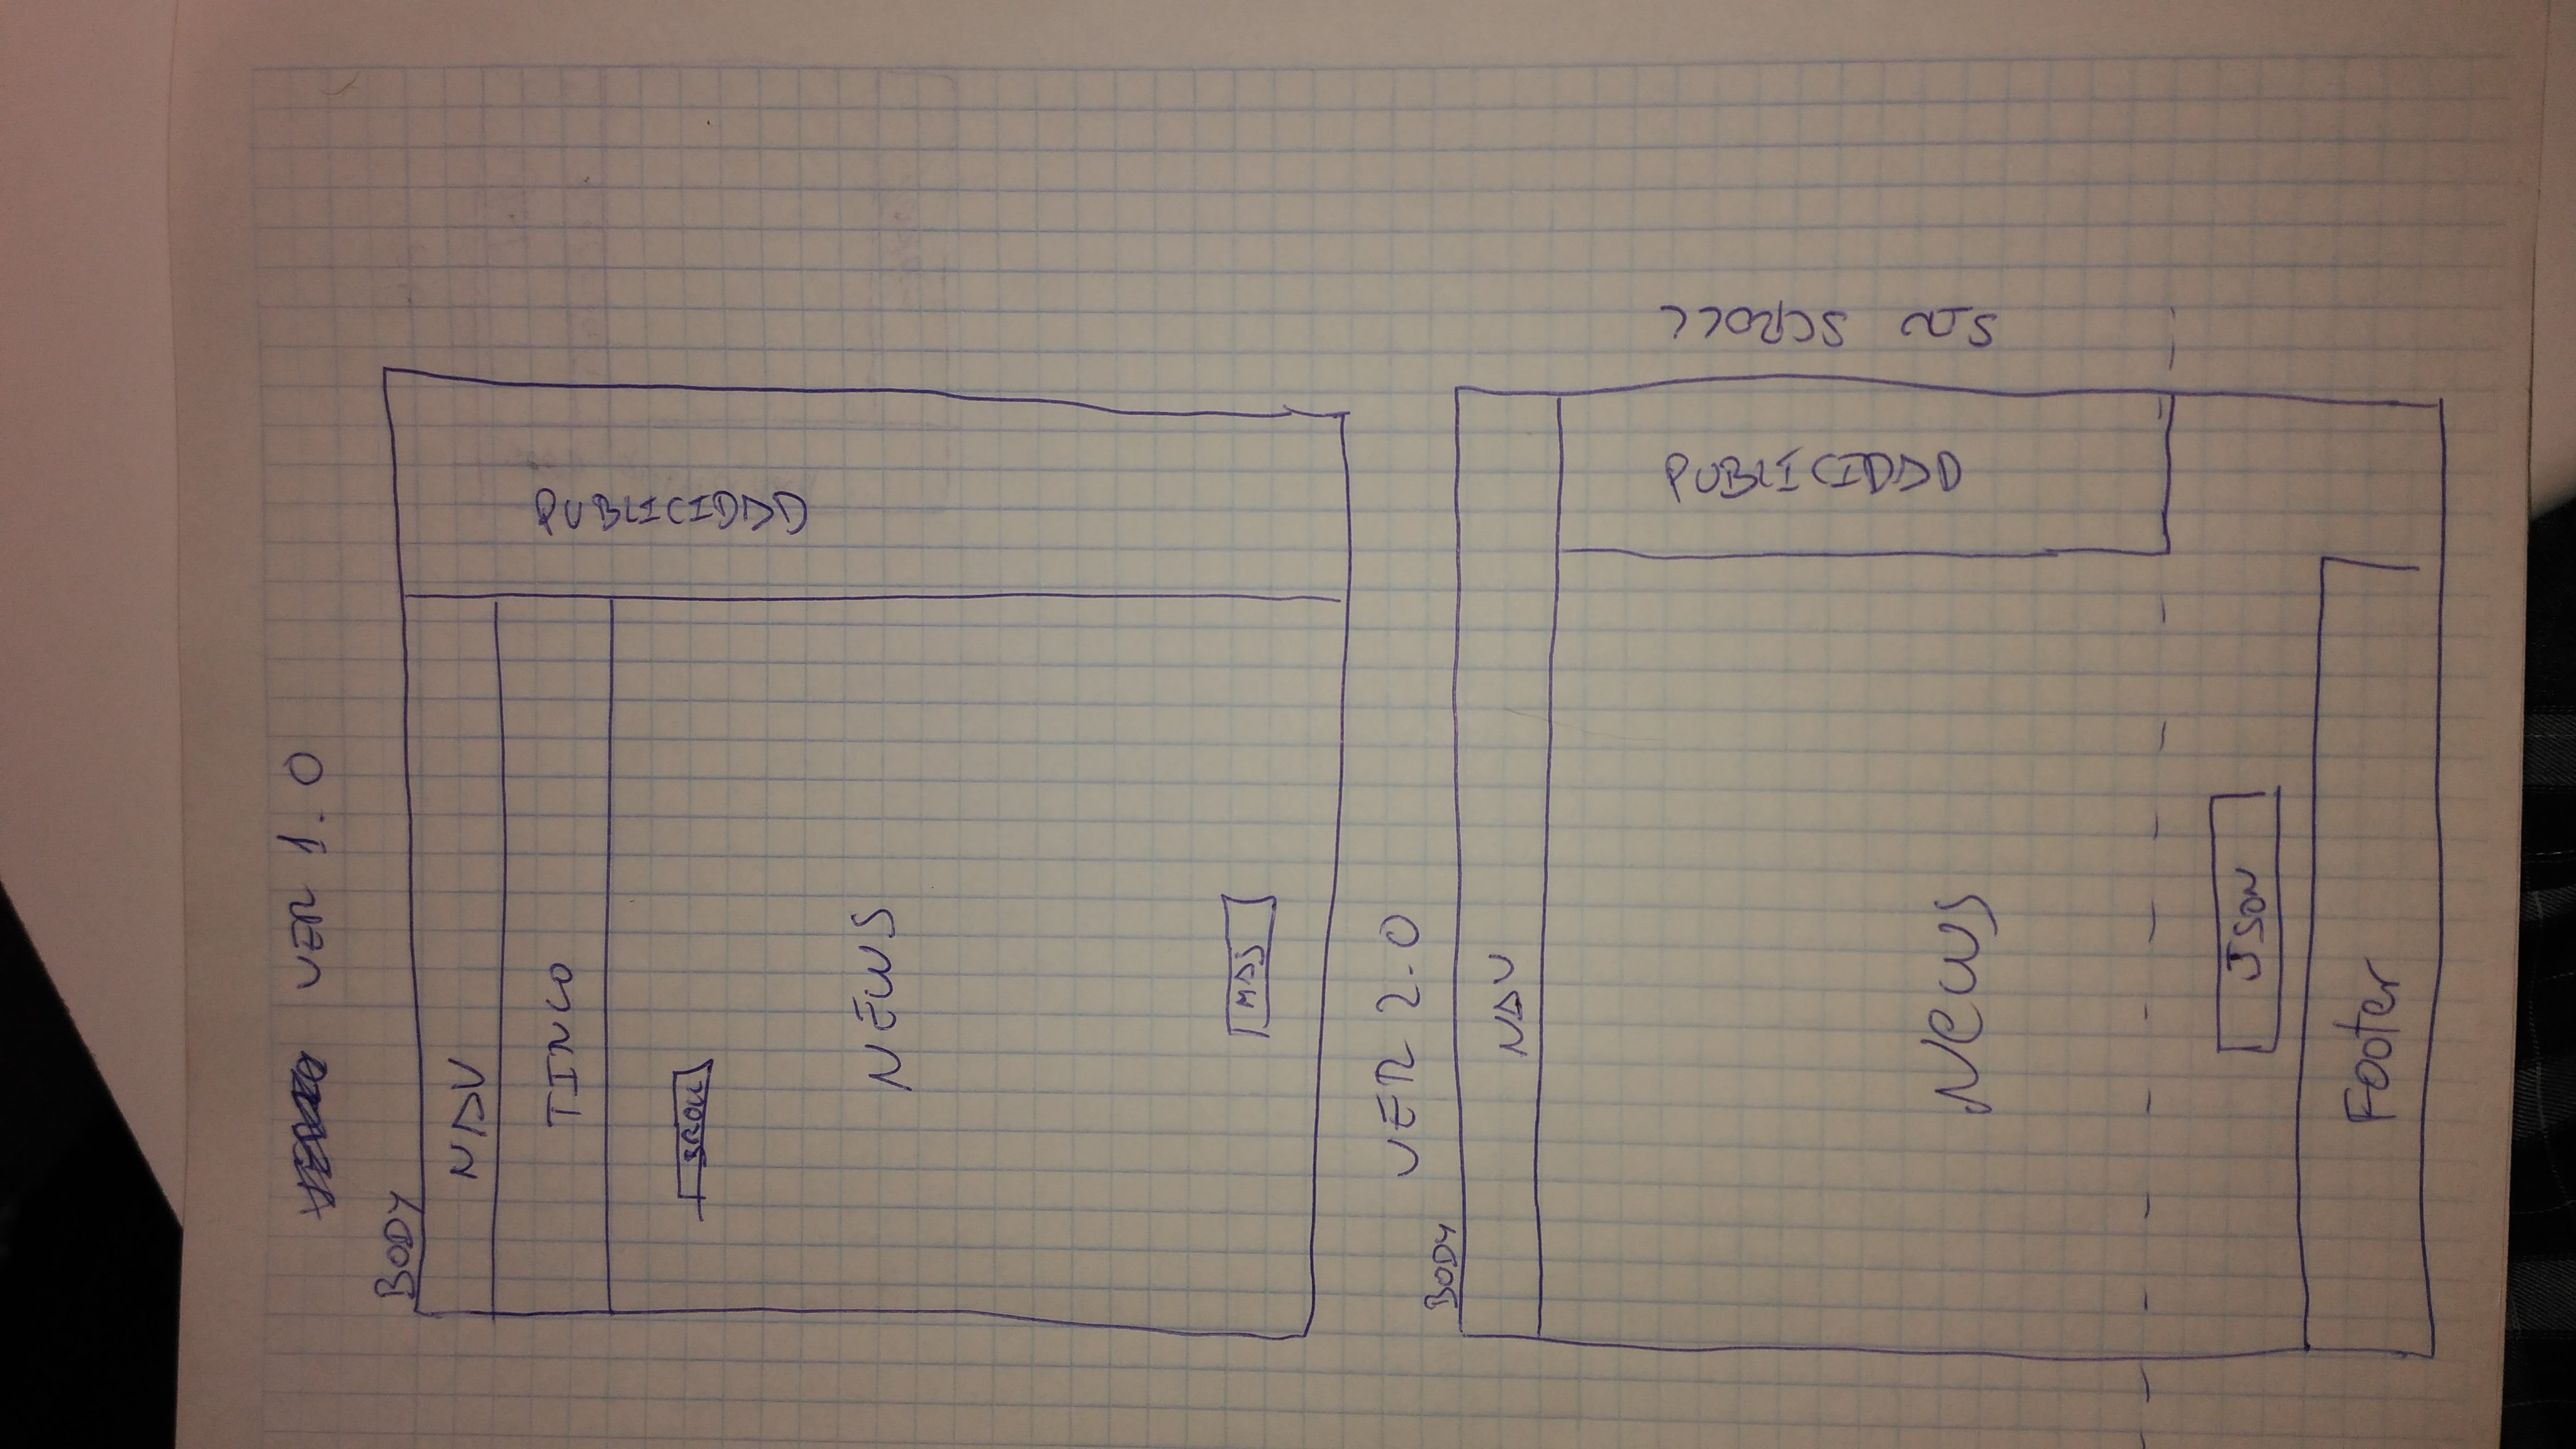 VER 1.0
BODY
NAV
TINCO
PUBLICIDAD
NEWS
MAS
VER 2.0
BODY
NAV
PUBLICIDAD
SIN SCROLL
News
JSON
Footer